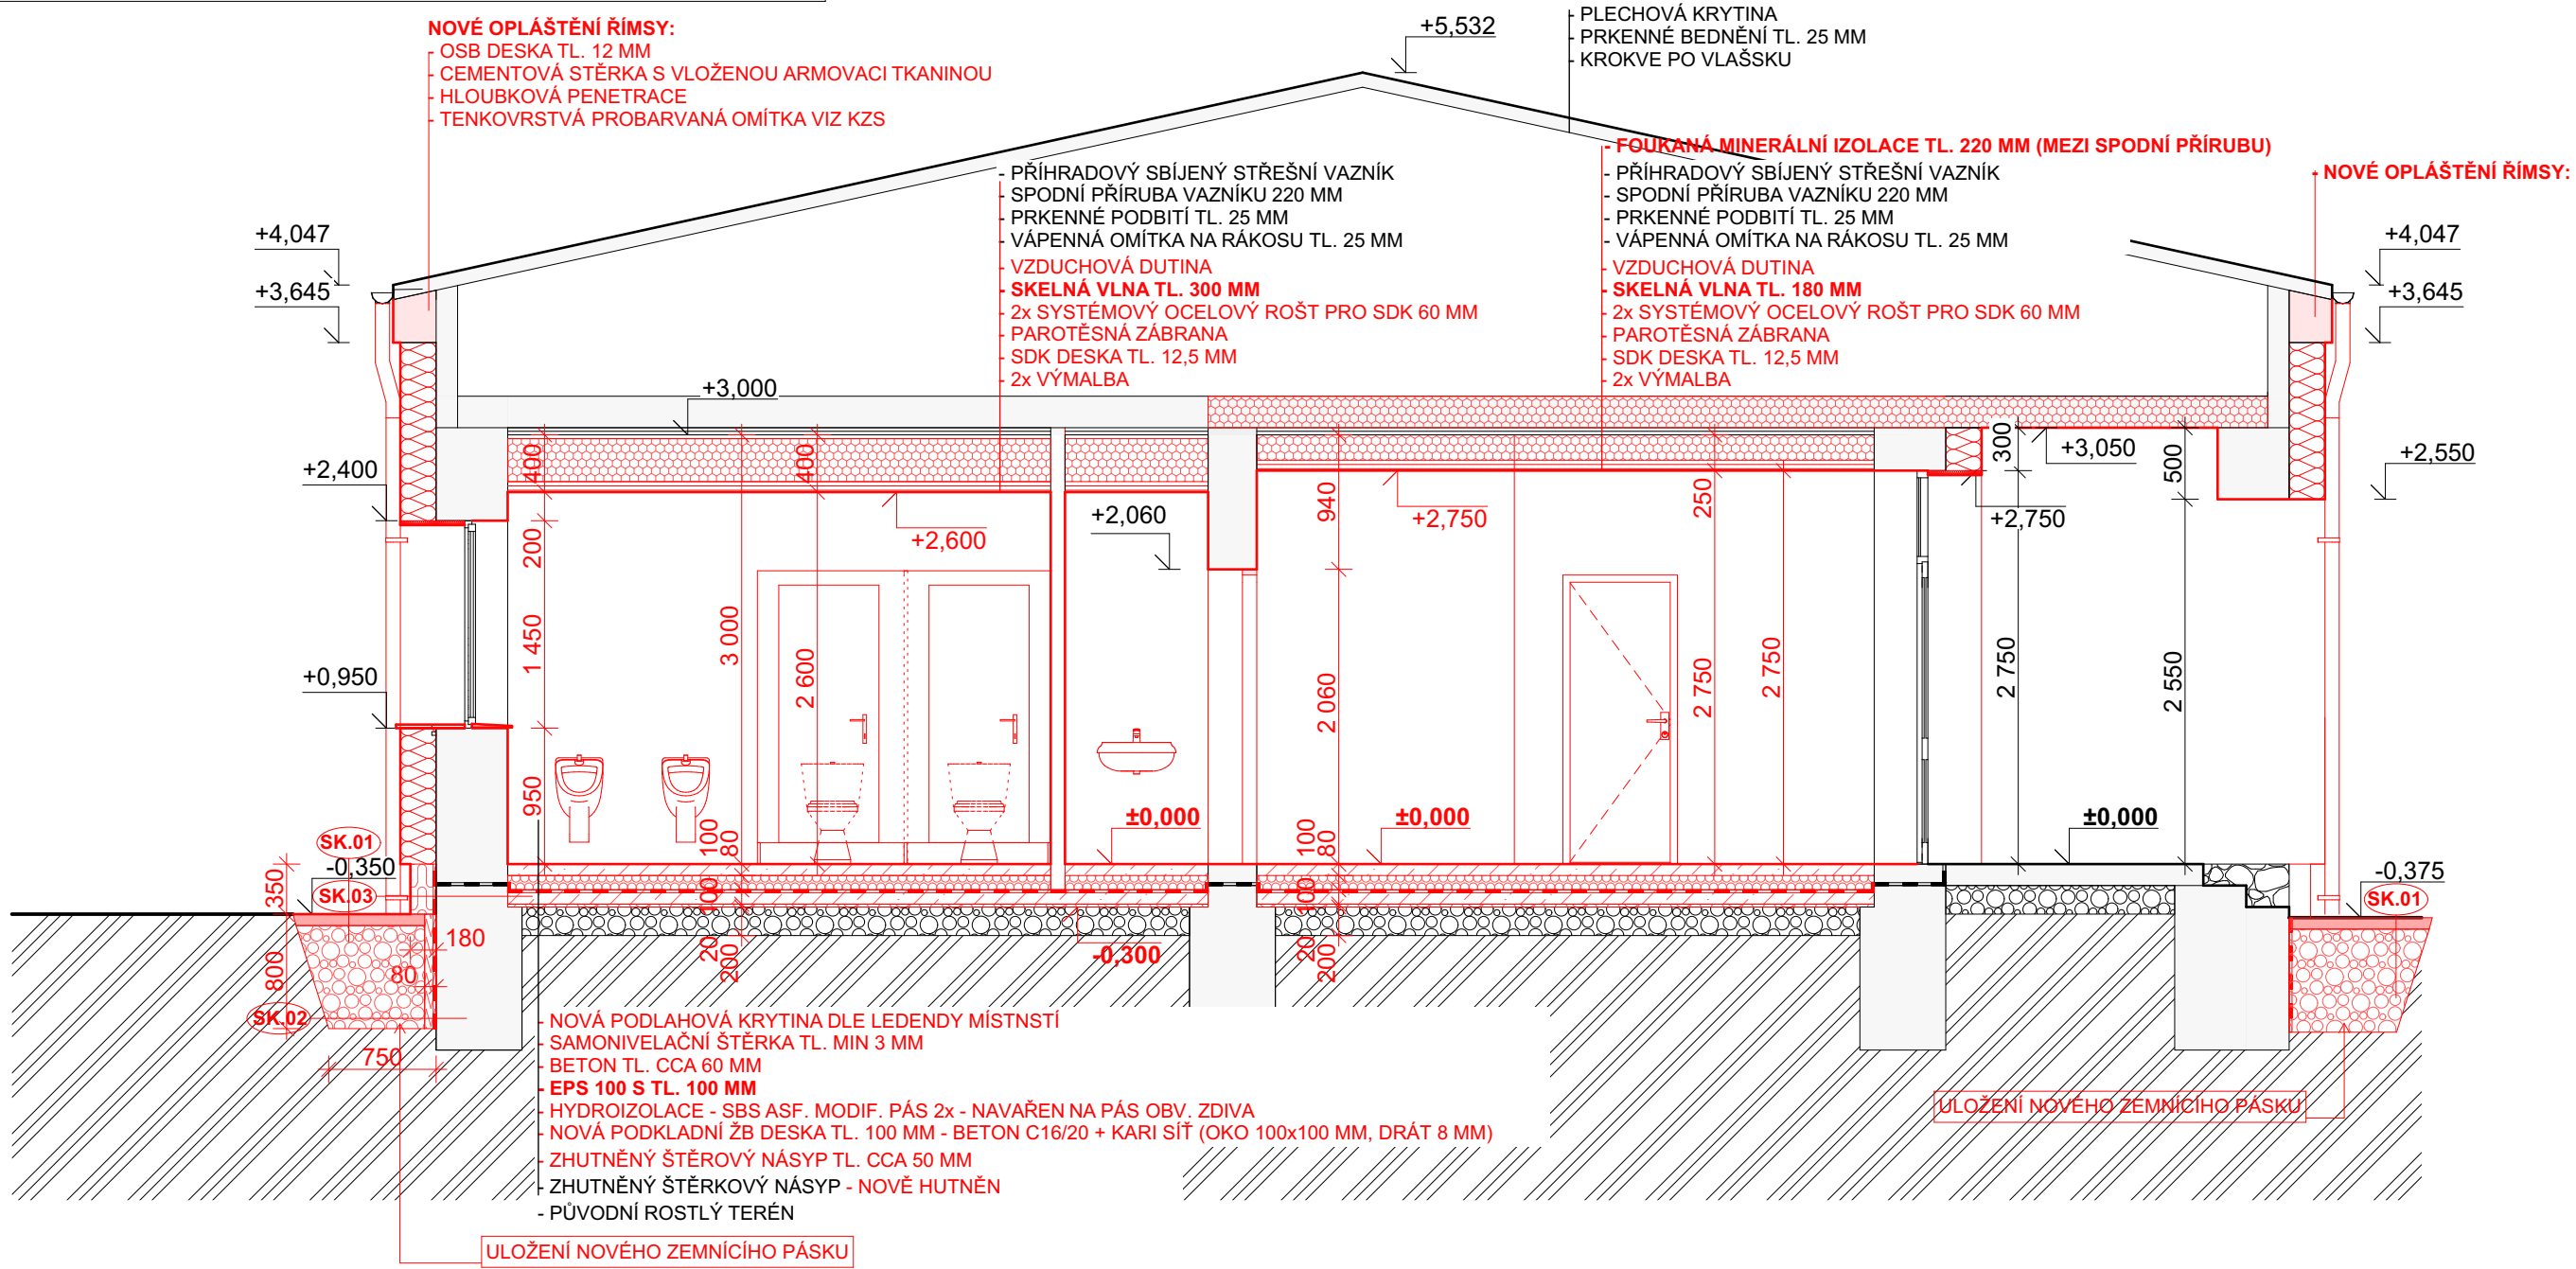 NOVÉ OPLÁŠTĚNÍ ŘÍMSY:
- OSB DESKA TL. 12 MM
- CEMENTOVÁ STĚRKA S VLOŽENOU ARMOVACI TKANINOU
- HLOUBKOVÁ PENETRACE
- TENKOVRSTVÁ PROBARVANÁ OMÍTKA VIZ KZS
+5,532
- PLECHOVÁ KRYTINA
- PRKENNÉ BEDNĚNÍ TL. 25 MM
- KROKVE PO VLAŠSKU
- PŘÍHRADOVÝ SBÍJENÝ STŘEŠNÍ VAZNÍK
- SPODNÍ PŘÍRUBA VAZNÍKU 220 MM
- PRKENNÉ PODBITÍ TL. 25 MM
- VÁPENNÁ OMÍTKA NA RÁKOSU TL. 25 MM
- VZDUCHOVÁ DUTINA
- SKELNÁ VLNA TL. 300 MM
- 2x SYSTÉMOVÝ OCELOVÝ ROŠT PRO SDK 60 MM
- PAROTĚSNÁ ZÁBRANA
- SDK DESKA TL. 12,5 MM
- 2x VÝMALBA
- FOUKANÁ MINERÁLNÍ IZOLACE TL. 220 MM (MEZI SPODNÍ PŘÍRUBU)
- PŘÍHRADOVÝ SBÍJENÝ STŘEŠNÍ VAZNÍK
- SPODNÍ PŘÍRUBA VAZNÍKU 220 MM
- PRKENNÉ PODBITÍ TL. 25 MM
- VÁPENNÁ OMÍTKA NA RÁKOSU TL. 25 MM
- VZDUCHOVÁ DUTINA
- SKELNÁ VLNA TL. 180 MM
- 2x SYSTÉMOVÝ OCELOVÝ ROŠT PRO SDK 60 MM
- PAROTĚSNÁ ZÁBRANA
- SDK DESKA TL. 12,5 MM
- 2x VÝMALBA
- NOVÉ OPLÁŠTĚNÍ ŘÍMSY:
+4,047
+3,645
+4,047
+3,645
+3,000
+2,400
+0,950
400
200
1 450
950
3 000
400
2 600
+2,600
+2,060
940
2 060
+2,750
250
2 750
2 750
300
+3,050
+2,750
500
2 750
2 550
+2,550
±0,000
±0,000
±0,000
100
80
100
20
200
100
80
100
20
200
-0,300
SK.01
-0,350
SK.03
350
800
180
80
SK.02
750
-0,375
SK.01
- NOVÁ PODLAHOVÁ KRYTINA DLE LEDENDY MÍSTNSTÍ
- SAMONIVELAČNÍ ŠTĚRKA TL. MIN 3 MM
- BETON TL. CCA 60 MM
- EPS 100 S TL. 100 MM
- HYDROIZOLACE - SBS ASF. MODIF. PÁS 2x - NAVAŘEN NA PÁS OBV. ZDIVA
- NOVÁ PODKLADNÍ ŽB DESKA TL. 100 MM - BETON C16/20 + KARI SÍŤ (OKO 100x100 MM, DRÁT 8 MM)
- ZHUTNĚNÝ ŠTĚROVÝ NÁSYP TL. CCA 50 MM
- ZHUTNĚNÝ ŠTĚRKOVÝ NÁSYP - NOVĚ HUTNĚN
- PŮVODNÍ ROSTLÝ TERÉN
ULOŽENÍ NOVÉHO ZEMNÍCÍHO PÁSKU
ULOŽENÍ NOVÉHO ZEMNÍCÍHO PÁSKU